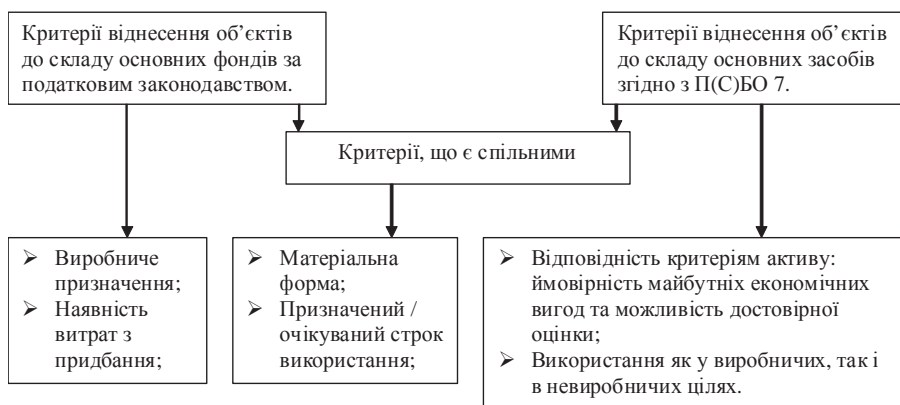 Критерії віднесення об’єктів
до складу основних фондів за
податковим законодавством.
Критерії віднесення об’єктів
до складу основних засобів
згідно з П(С)БО 7.
Критерії, що є спільними
➢ Виробниче
призначення;
➢ Наявність
витрат з
придбання;
➢ Матеріальна
форма;
➢ Призначений /
очікуваний строк
використання;
➢ Відповідність критеріям активу:
ймовірність майбутніх економічних
вигод та можливість достовірної
оцінки;
➢ Використання як у виробничих, так і
в невиробничих цілях.